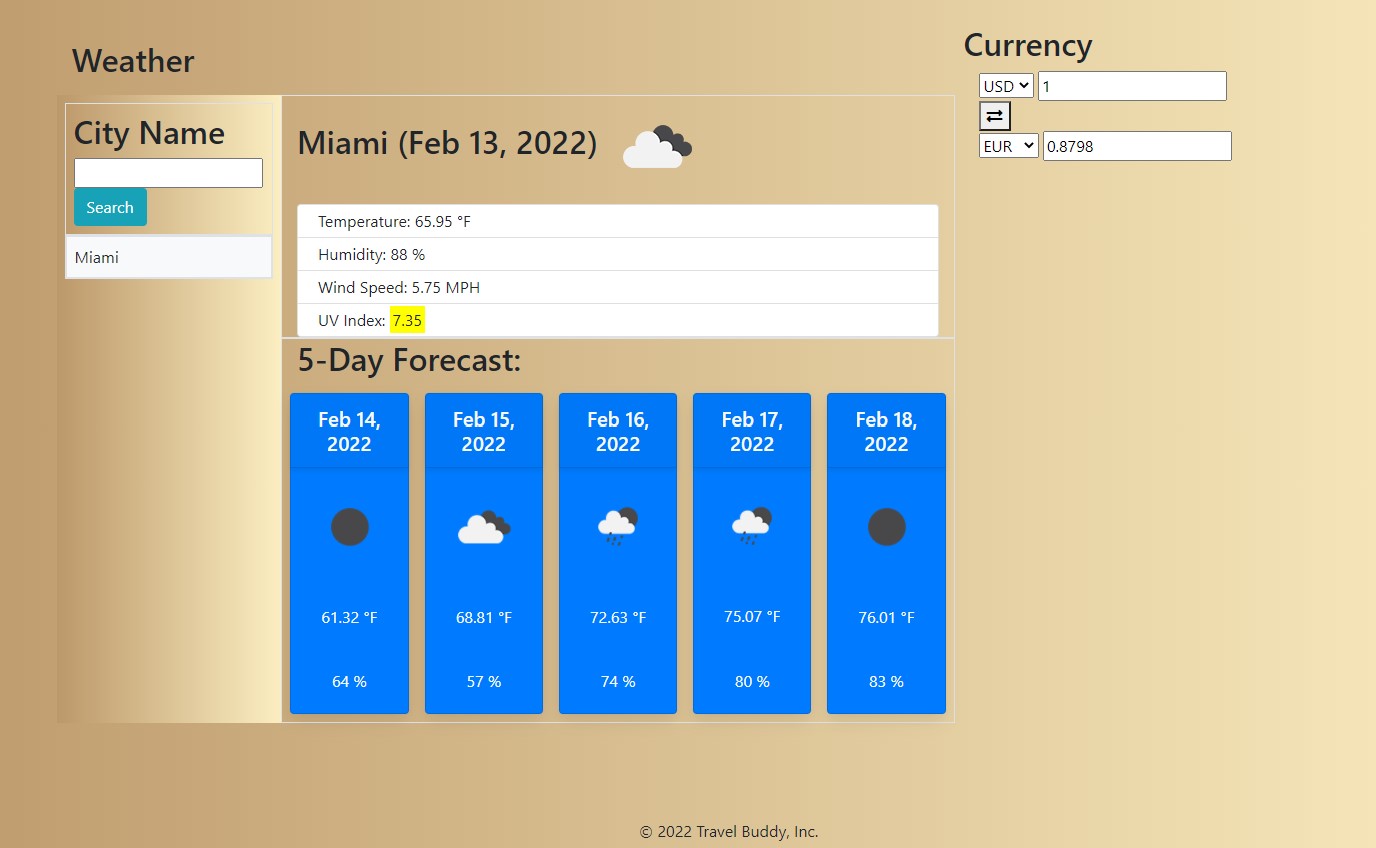 Weather
City Name
Search
Miami
Miami (Feb 13, 2022)
Temperature: 65.95 °F
Humidity: 88 %
Wind Speed: 5.75 MPH
UV Index: 7.35
5-Day Forecast:
Feb 14,
2022
61.32 °F
64 %
Feb 15,
2022
68.81 °F
57 %
Feb 16,
2022
72.63 °F
74 %
Feb 17,
2022
75.07 °F
80 %
Feb 18,
2022
76.01 °F
83 %
Currency
USD 1
⇄
EUR 0.8798
© 2022 Travel Buddy, Inc.